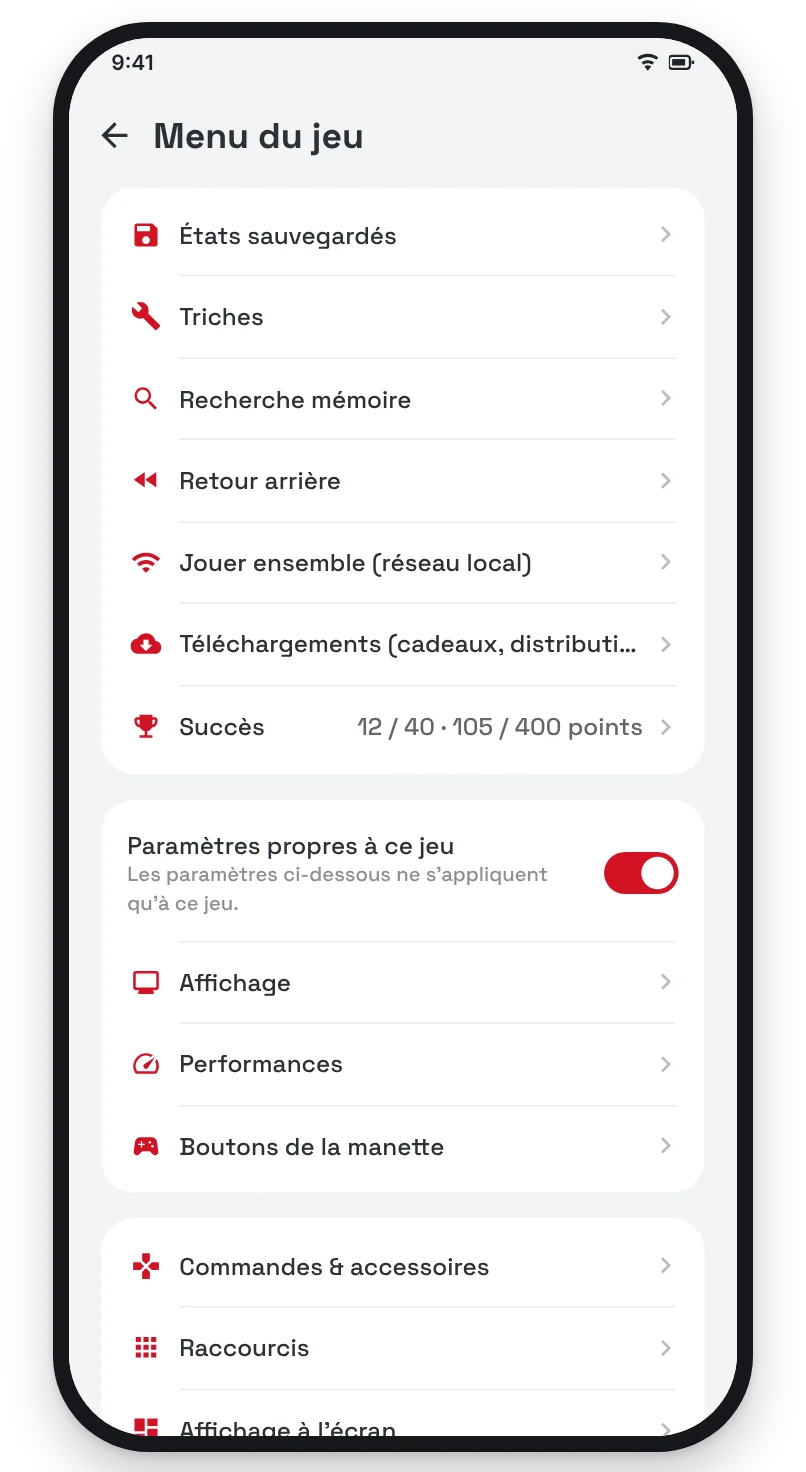 9:41
Menu du jeu
États sauvegardés
Triches
Recherche mémoire
Retour arrière
Jouer ensemble (réseau local)
Téléchargements (cadeaux, distributi...
Succès 12 / 40 · 105 / 400 points
Paramètres propres à ce jeu
Les paramètres ci-dessous ne s’appliquent
qu’à ce jeu.
Affichage
Performances
Boutons de la manette
Commandes & accessoires
Raccourcis
Affichage à l’écran